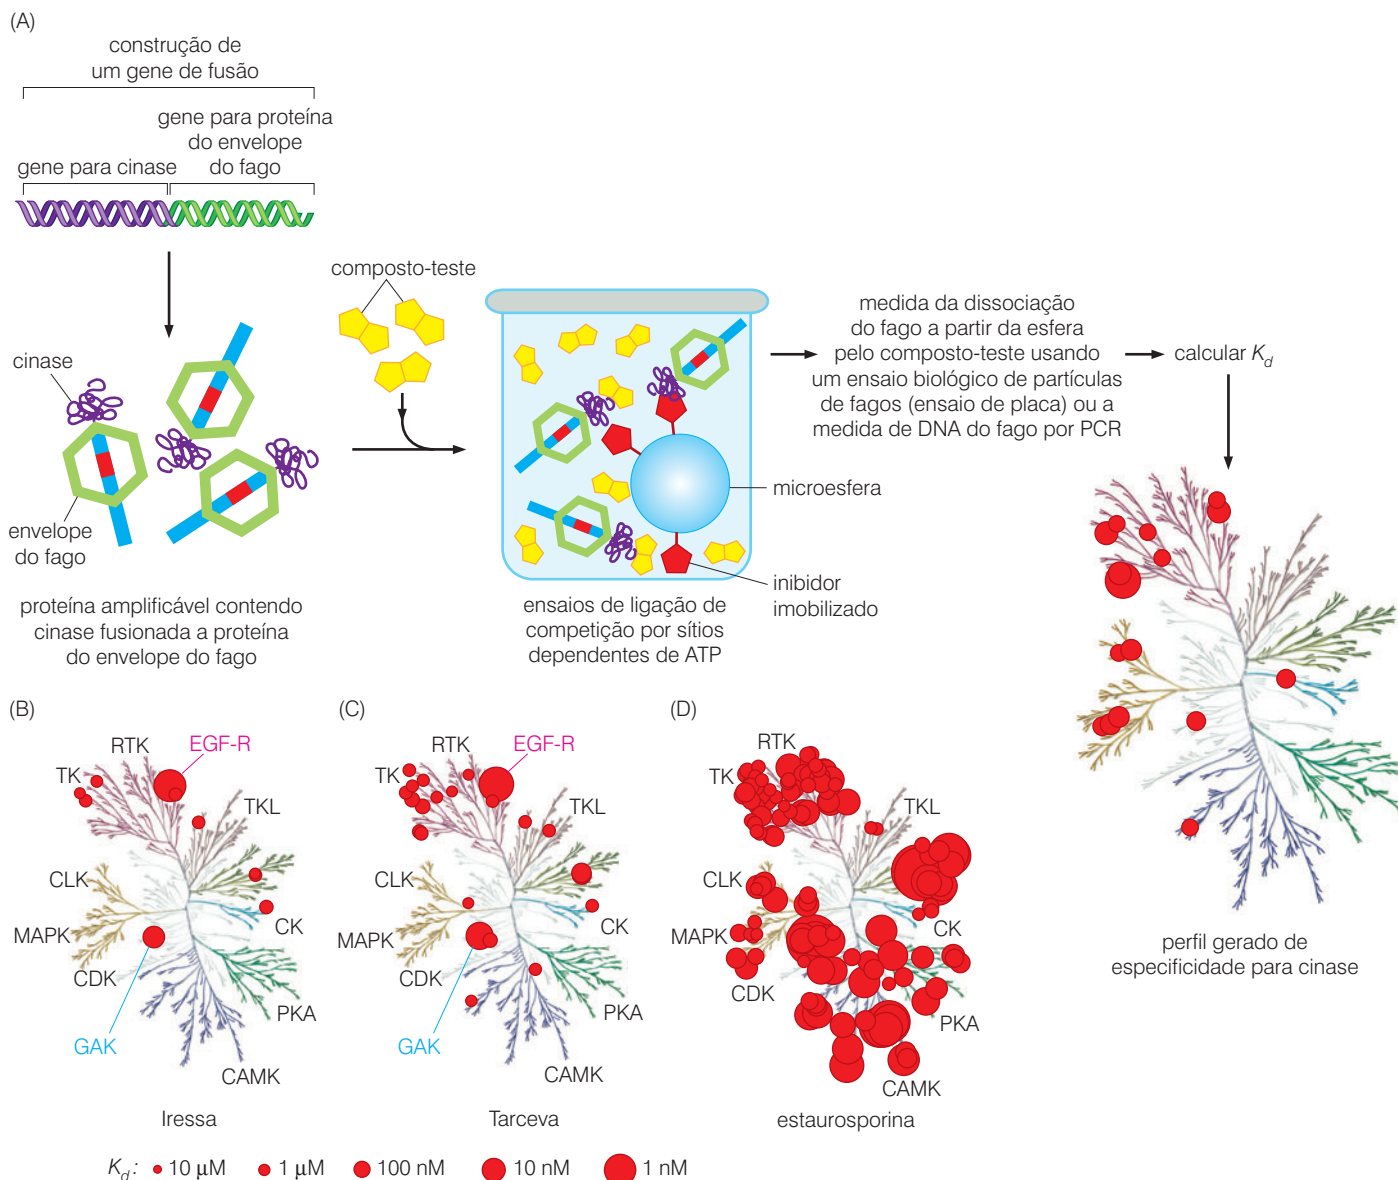 (A)
construção de
um gene de fusão
gene para proteína
do envelope
do fago
gene para cinase
composto-teste
cinase
envelope
do fago
proteína amplificável contendo
cinase fusionada a proteína
do envelope do fago
microesfera
inibidor
imobilizado
ensaios de ligação de
competição por sítios
dependentes de ATP
medida da dissociação
do fago a partir da esfera
pelo composto-teste usando
um ensaio biológico de partículas
de fagos (ensaio de placa) ou a
medida de DNA do fago por PCR
calcular Kd
perfil gerado de
especificidade para cinase
(B)
RTK
EGF-R
TK
TKL
CLK
MAPK
CK
CDK
PKA
GAK
CAMK
Iressa
(C)
RTK
EGF-R
TK
TKL
CLK
MAPK
CK
CDK
PKA
GAK
CAMK
Tarceva
(D)
RTK
TK
TKL
CLK
MAPK
CK
CDK
PKA
CAMK
estaurosporina
Kd: 10 μM 1 μM 100 nM 10 nM 1 nM